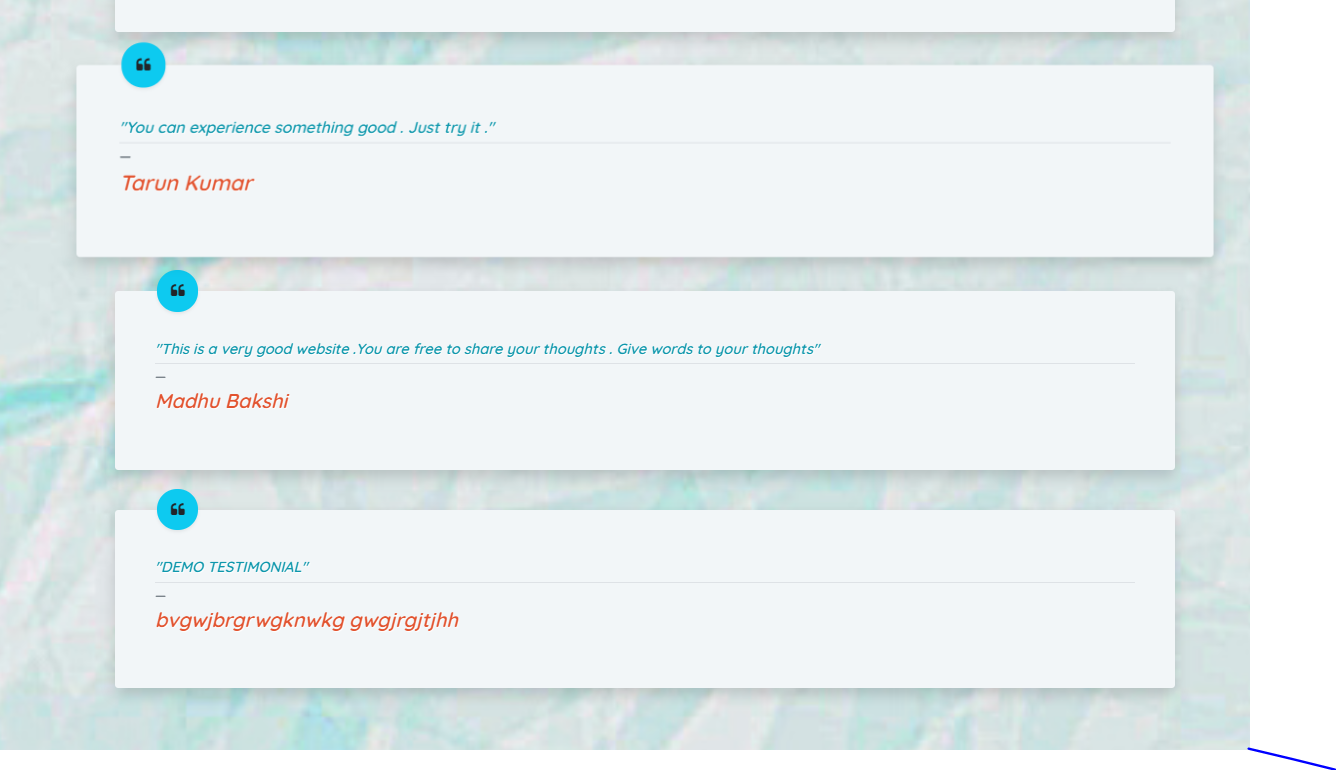 "You can experience something good . Just try it ."
—
Tarun Kumar
"This is a very good website .You are free to share your thoughts . Give words to your thoughts"
—
Madhu Bakshi
"DEMO TESTIMONIAL"
—
bvgwjbrgrwgknwkg gwgjrgjtjhh